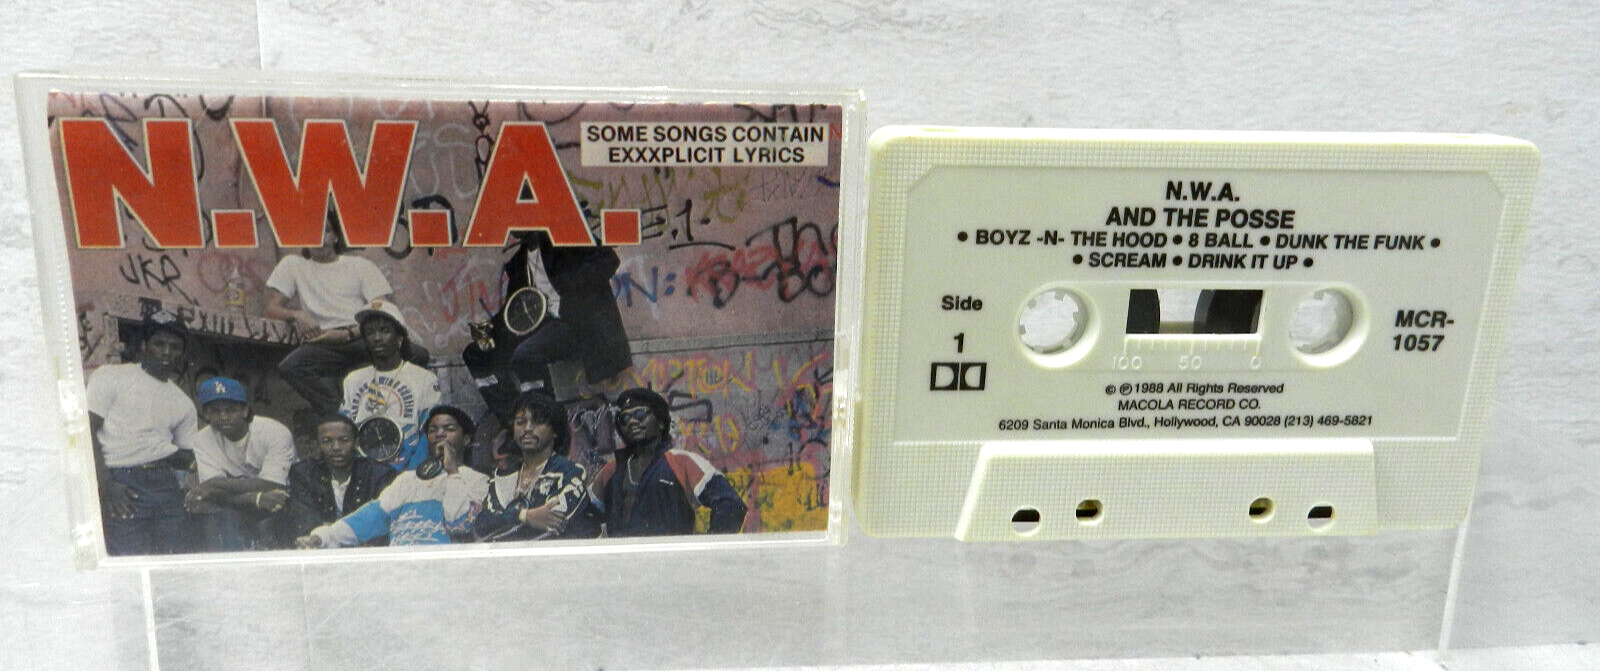 N.W.A.
SOME SONGS CONTAIN
EXXXPLICIT LYRICS
JKD
LA
N.W.A.
AND THE POSSE
• BOYZ -N- THE HOOD • 8 BALL • DUNK THE FUNK •
• SCREAM • DRINK IT UP •
Side
1
MCR-
1057
100 50 0
© ℗ 1988 All Rights Reserved
MACOLA RECORD CO.
6209 Santa Monica Blvd., Hollywood, CA 90028 (213) 469-5821